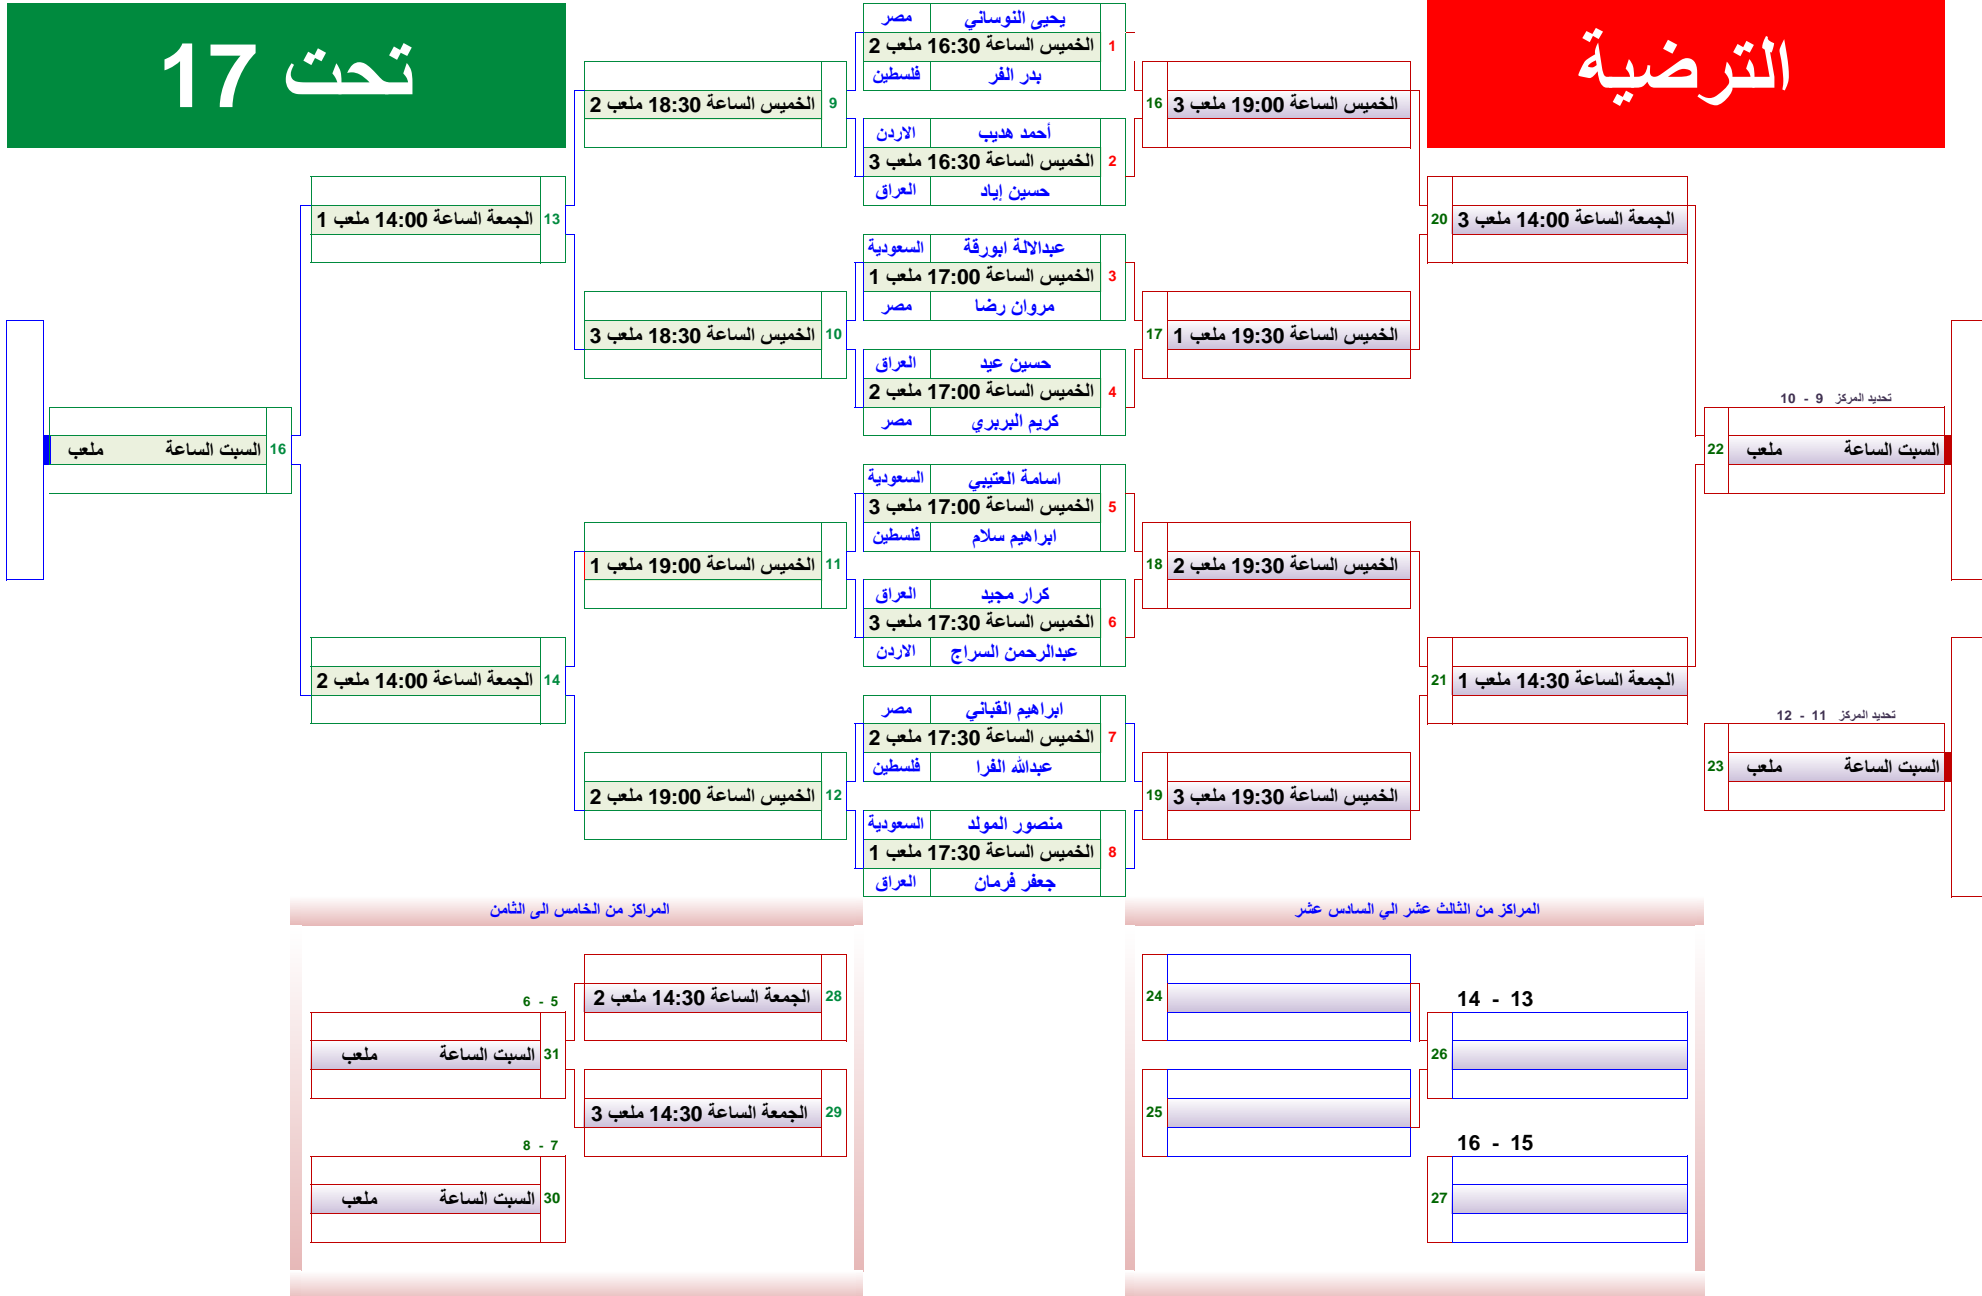 الترضية
تحت 17
يحيى النوساني مصر
1 الخميس الساعة 16:30 ملعب 2
بدر الفر فلسطين
أحمد هديب الاردن
2 الخميس الساعة 16:30 ملعب 3
حسين إياد العراق
عبدالالة ابورقة السعودية
3 الخميس الساعة 17:00 ملعب 1
مروان رضا مصر
حسين عيد العراق
4 الخميس الساعة 17:00 ملعب 2
كريم البربري مصر
اسامة العتيبي السعودية
5 الخميس الساعة 17:00 ملعب 3
ابراهيم سلام فلسطين
كرار مجيد العراق
6 الخميس الساعة 17:30 ملعب 3
عبدالرحمن السراج الاردن
ابراهيم القباني مصر
7 الخميس الساعة 17:30 ملعب 2
عبدالله الفرا فلسطين
منصور المولد السعودية
8 الخميس الساعة 17:30 ملعب 1
جعفر فرمان العراق
9 الخميس الساعة 18:30 ملعب 2
10 الخميس الساعة 18:30 ملعب 3
11 الخميس الساعة 19:00 ملعب 1
12 الخميس الساعة 19:00 ملعب 2
13 الجمعة الساعة 14:00 ملعب 1
14 الجمعة الساعة 14:00 ملعب 2
16 السبت الساعة ملعب
16 الخميس الساعة 19:00 ملعب 3
17 الخميس الساعة 19:30 ملعب 1
18 الخميس الساعة 19:30 ملعب 2
19 الخميس الساعة 19:30 ملعب 3
20 الجمعة الساعة 14:00 ملعب 3
21 الجمعة الساعة 14:30 ملعب 1
تحديد المركز 9 - 10
22 السبت الساعة ملعب
تحديد المركز 11 - 12
23 السبت الساعة ملعب
المراكز من الثالث عشر الي السادس عشر
24
25
13 - 14
26
15 - 16
27
المراكز من الخامس الى الثامن
28 الجمعة الساعة 14:30 ملعب 2
29 الجمعة الساعة 14:30 ملعب 3
5 - 6
31 السبت الساعة ملعب
7 - 8
30 السبت الساعة ملعب